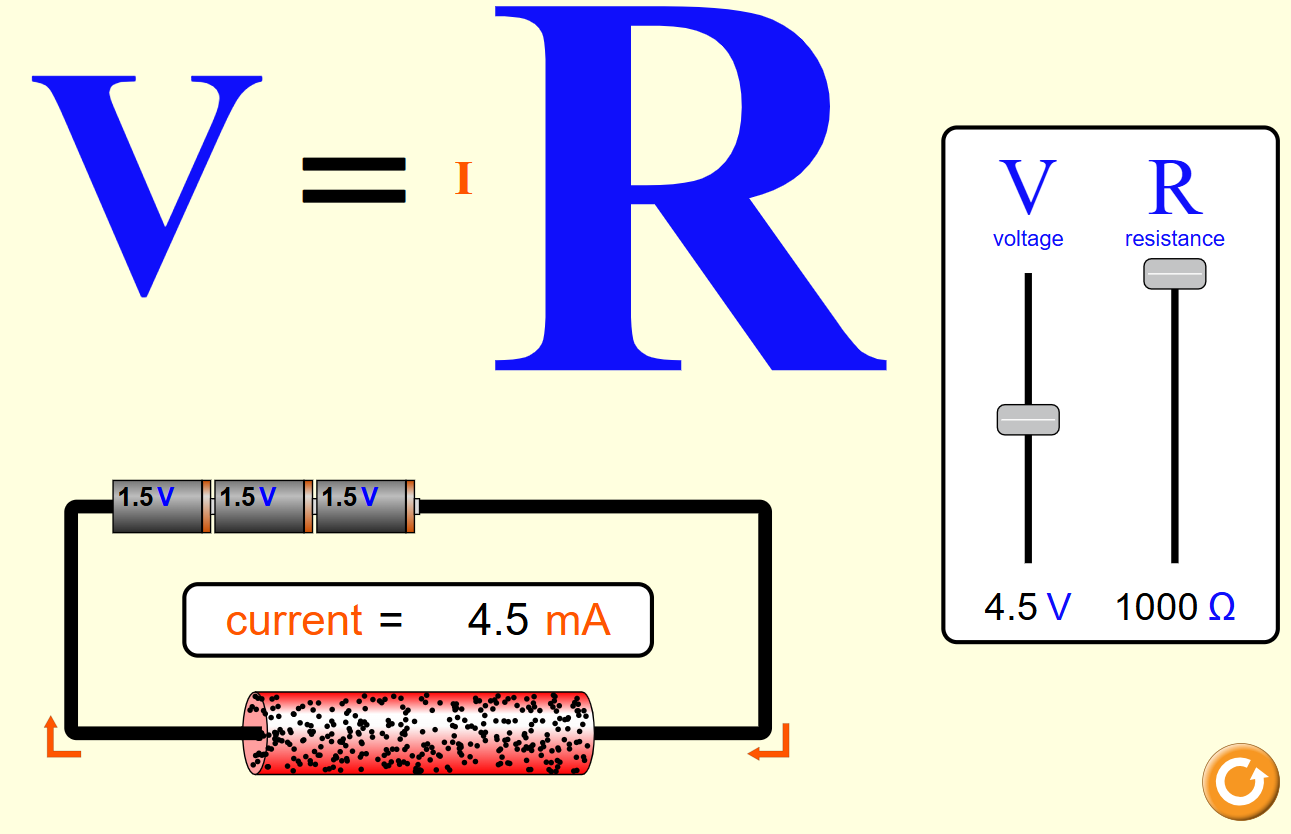 V = I R
V R
voltage resistance
4.5 V 1000 Ω
1.5 V 1.5 V 1.5 V
current = 4.5 mA